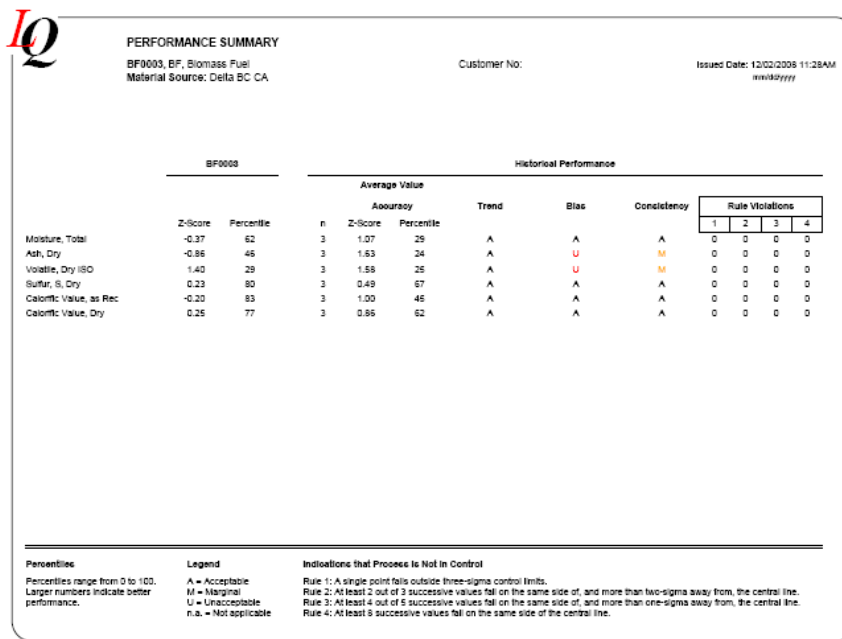 LQ
PERFORMANCE SUMMARY
BF0003, BF, Biomass Fuel
Customer No:
Issued Date: 12/02/2008 11:28AM
Material Source: Delta BC CA
mm/dd/yyyy
BF0003
Historical Performance
Average Value
Accuracy Trend Bias Consistency Rule Violations
Z-Score Percentile n Z-Score Percentile 1 2 3 4
Moisture, Total -0.37 62 3 1.07 29 A A A 0 0 0 0
Ash, Dry -0.86 46 3 1.63 24 A U M 0 0 0 0
Volatile, Dry ISO 1.40 29 3 1.58 25 A U M 0 0 0 0
Sulfur, S, Dry 0.23 80 3 0.49 67 A A A 0 0 0 0
Calorific Value, as Rec -0.20 83 3 1.00 45 A A A 0 0 0 0
Calorific Value, Dry 0.25 77 3 0.86 62 A A A 0 0 0 0
Percentiles
Percentiles range from 0 to 100.
Larger numbers indicate better
performance.
Legend
A = Acceptable
M = Marginal
U = Unacceptable
n.a. = Not applicable
Indications that Process is Not in Control
Rule 1: A single point falls outside three-sigma control limits.
Rule 2: At least 2 out of 3 successive values fall on the same side of, and more than two-sigma away from, the central line.
Rule 3: At least 4 out of 5 successive values fall on the same side of, and more than one-sigma away from, the central line.
Rule 4: At least 8 successive values fall on the same side of the central line.